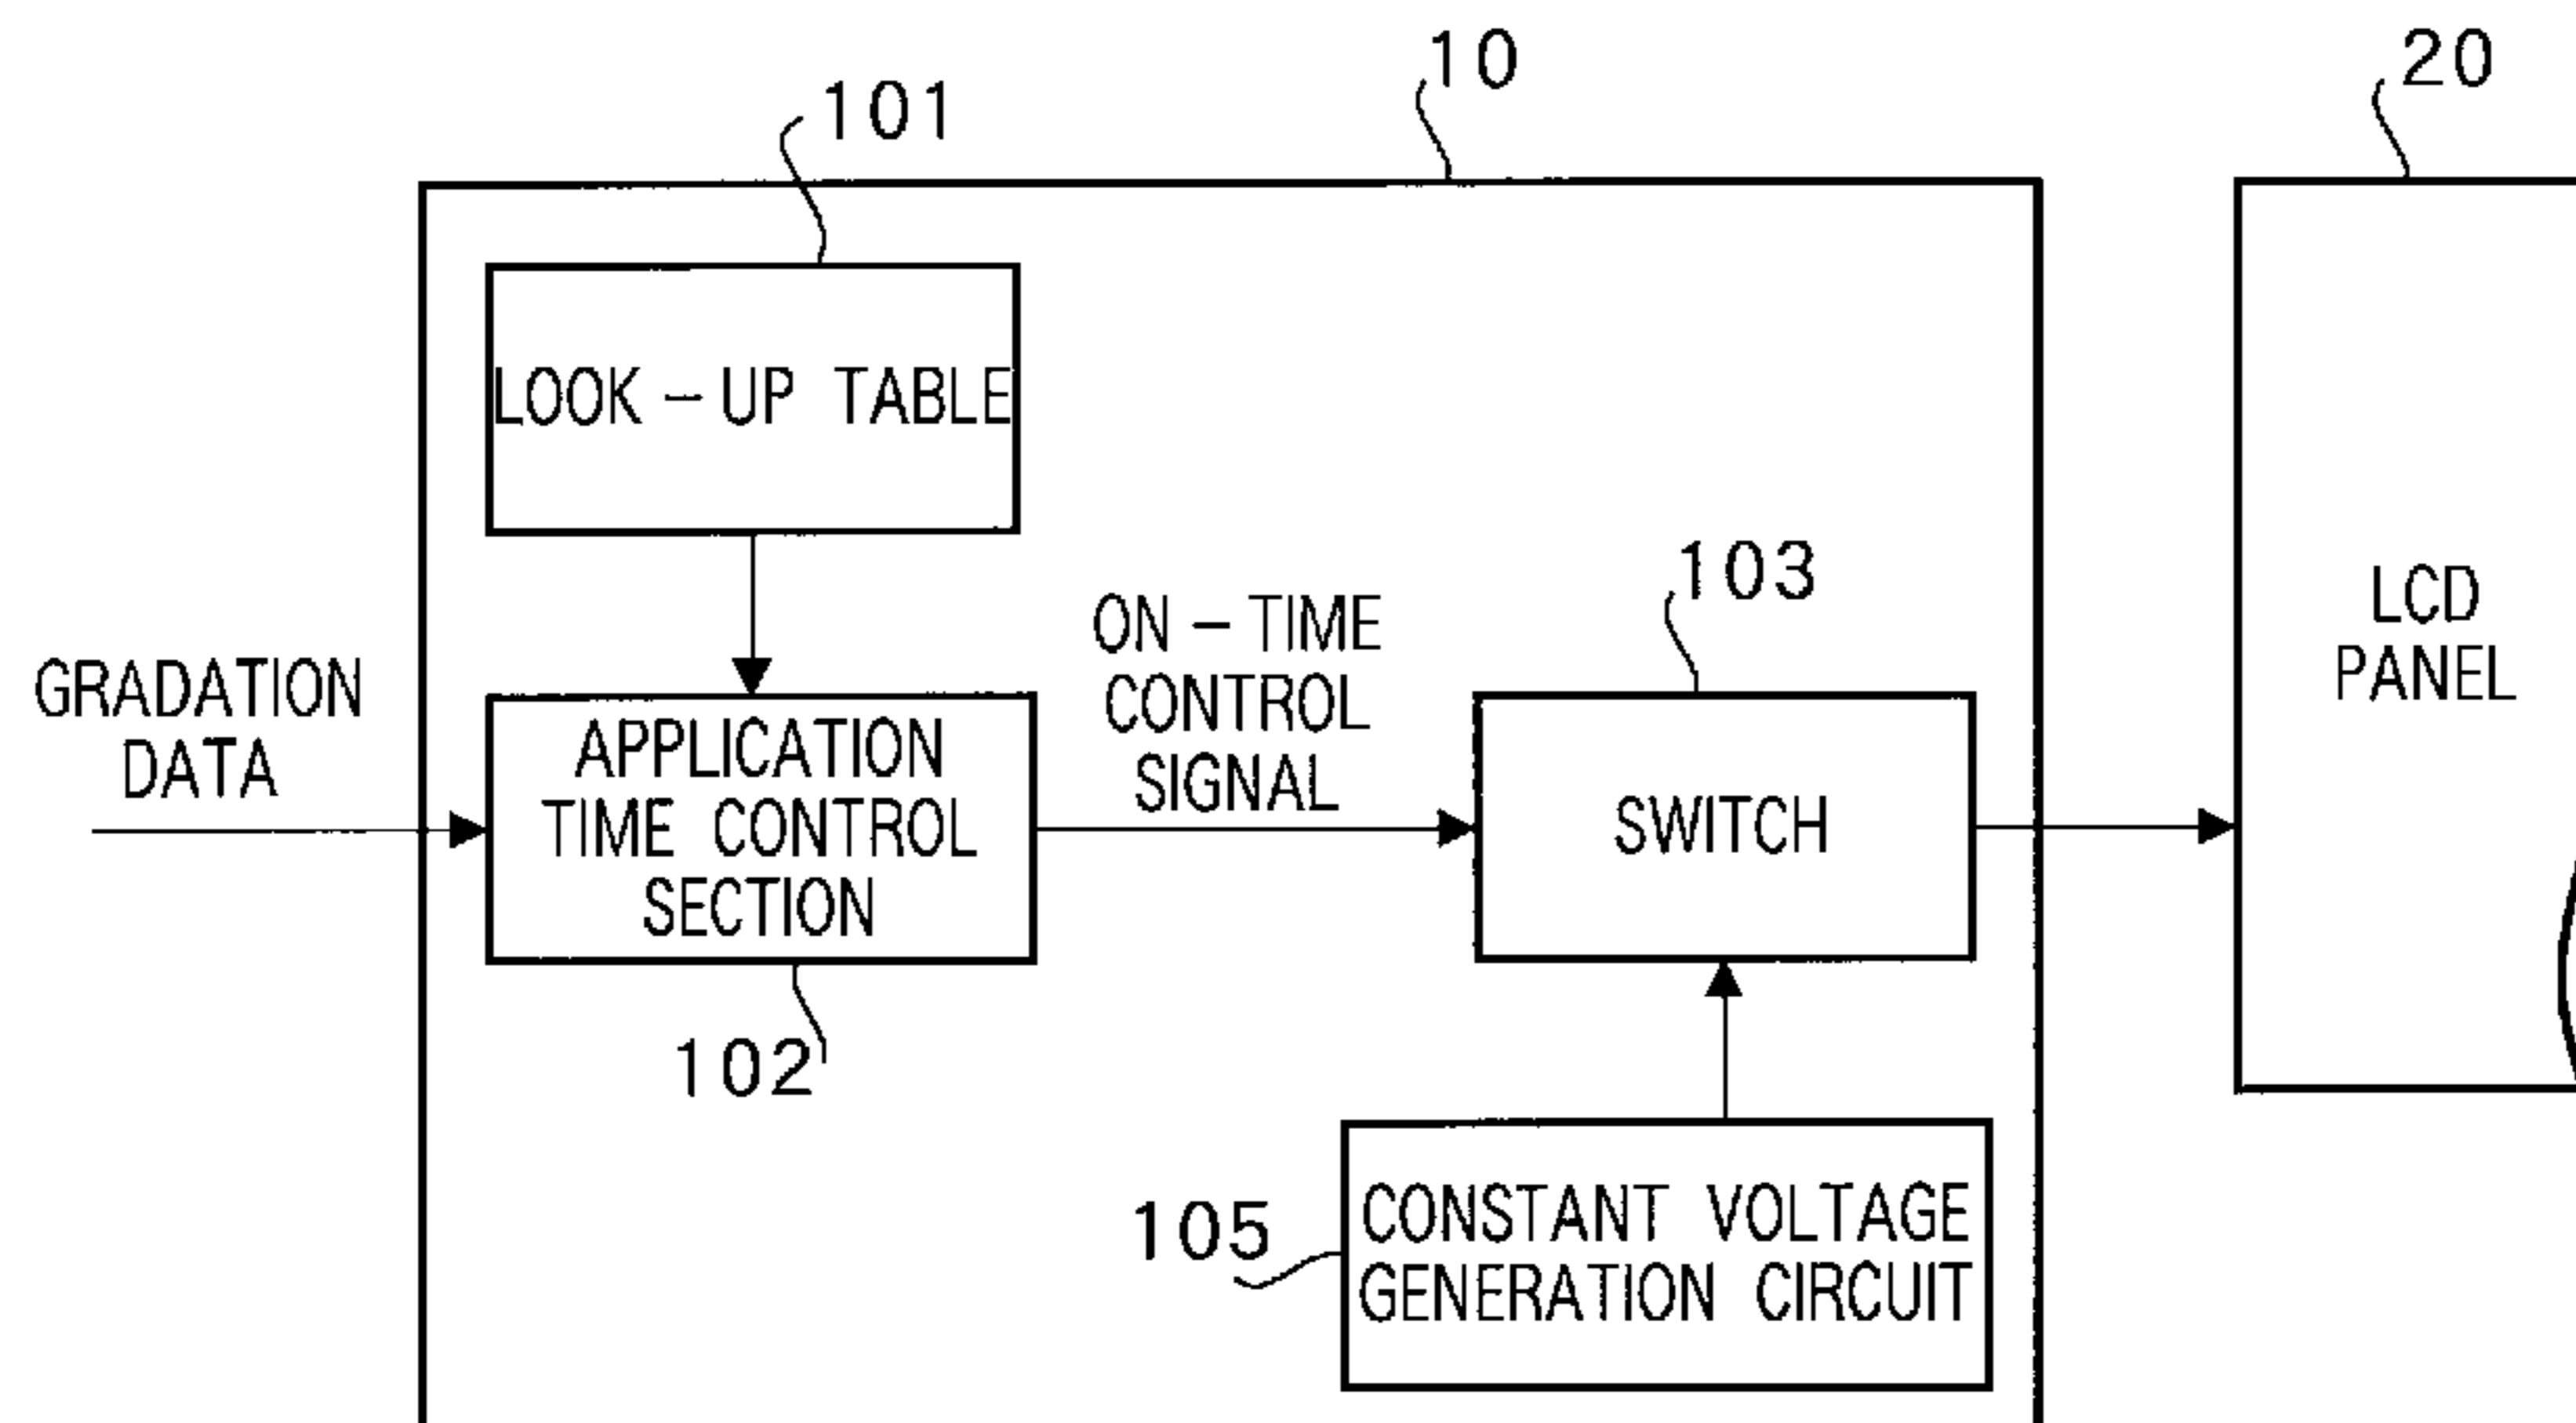 10
20
101
LOOK-UP TABLE
103
ON-TIME
CONTROL
SIGNAL
LCD
PANEL
GRADATION
DATA
APPLICATION
TIME CONTROL
SECTION
SWITCH
102
105
CONSTANT VOLTAGE
GENERATION CIRCUIT